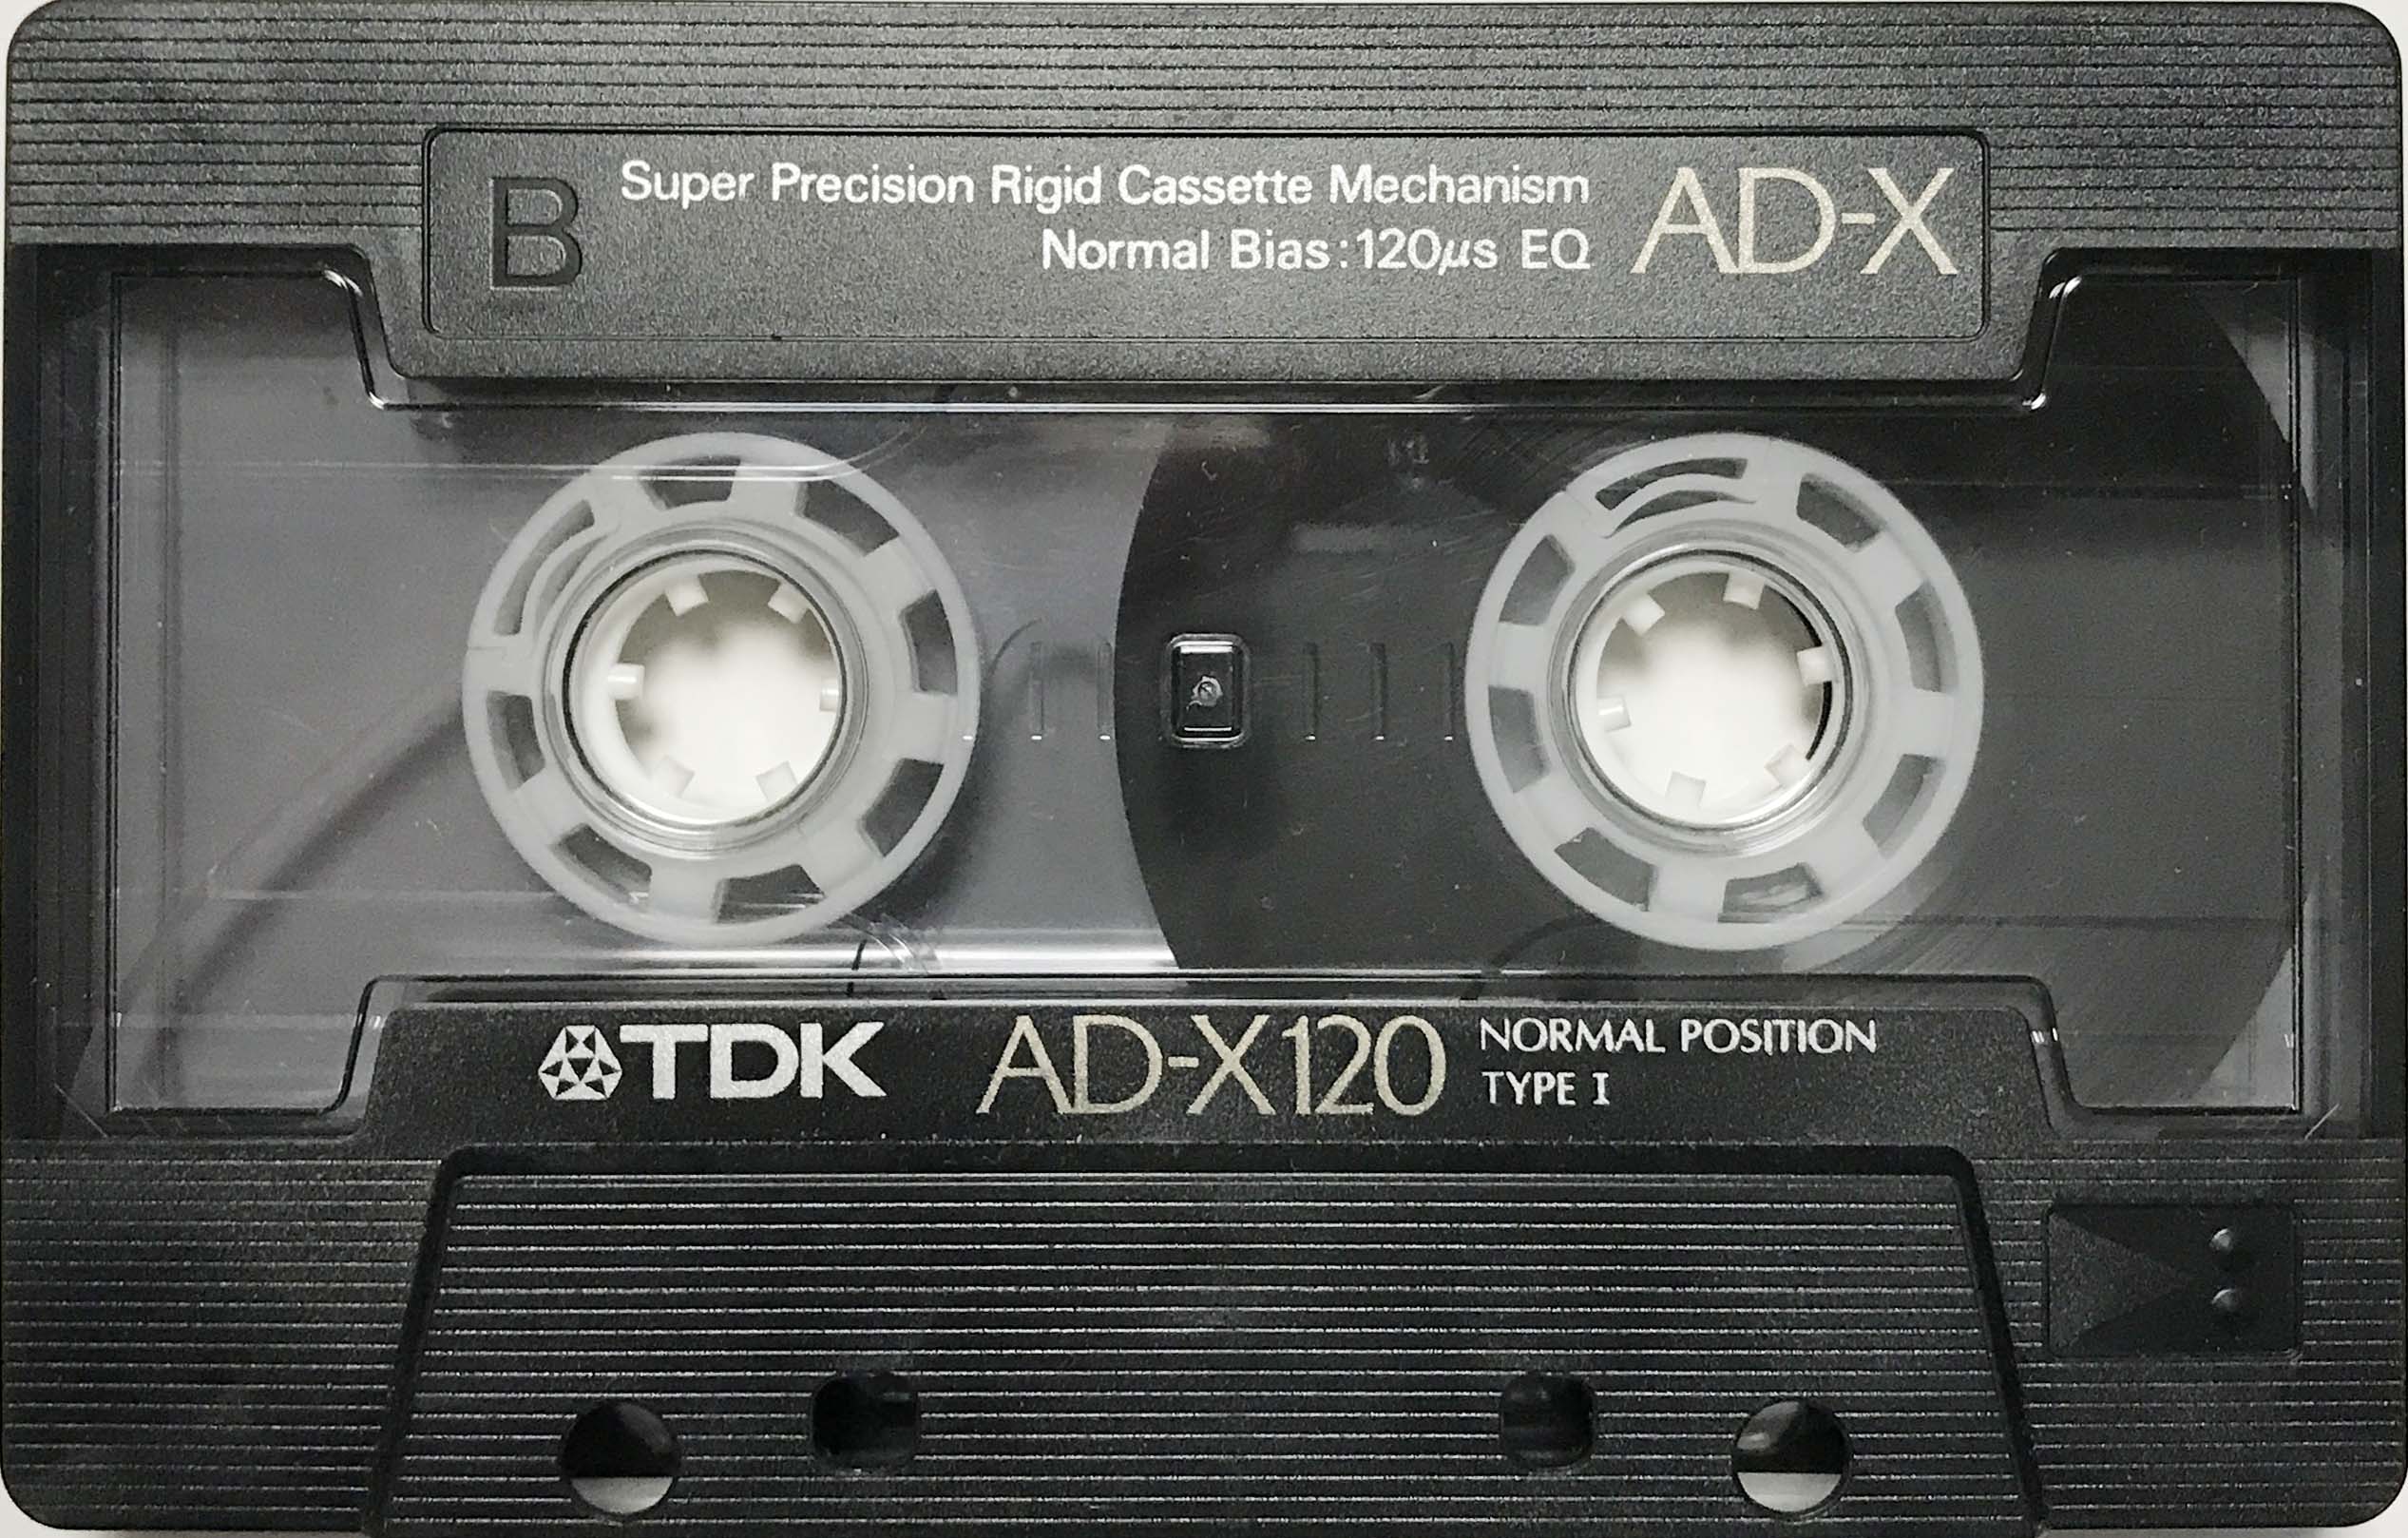 B
Super Precision Rigid Cassette Mechanism
Normal Bias:120μs EQ
AD-X
TDK
AD-X120
NORMAL POSITION
TYPE I